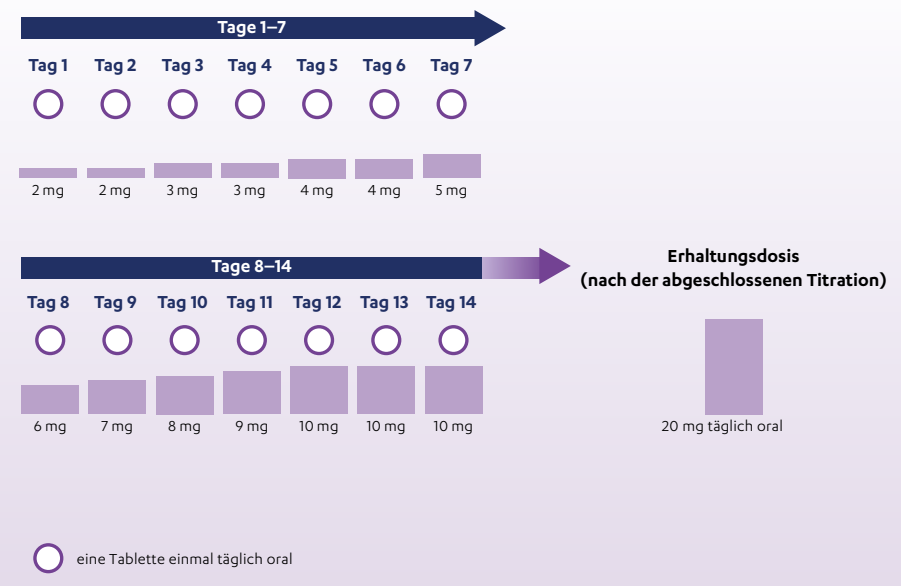 Tage 1–7
Tag 1 Tag 2 Tag 3 Tag 4 Tag 5 Tag 6 Tag 7
2 mg 2 mg 3 mg 3 mg 4 mg 4 mg 5 mg
Tage 8–14
Tag 8 Tag 9 Tag 10 Tag 11 Tag 12 Tag 13 Tag 14
6 mg 7 mg 8 mg 9 mg 10 mg 10 mg 10 mg
Erhaltungsdosis
(nach der abgeschlossenen Titration)
20 mg täglich oral
eine Tablette einmal täglich oral